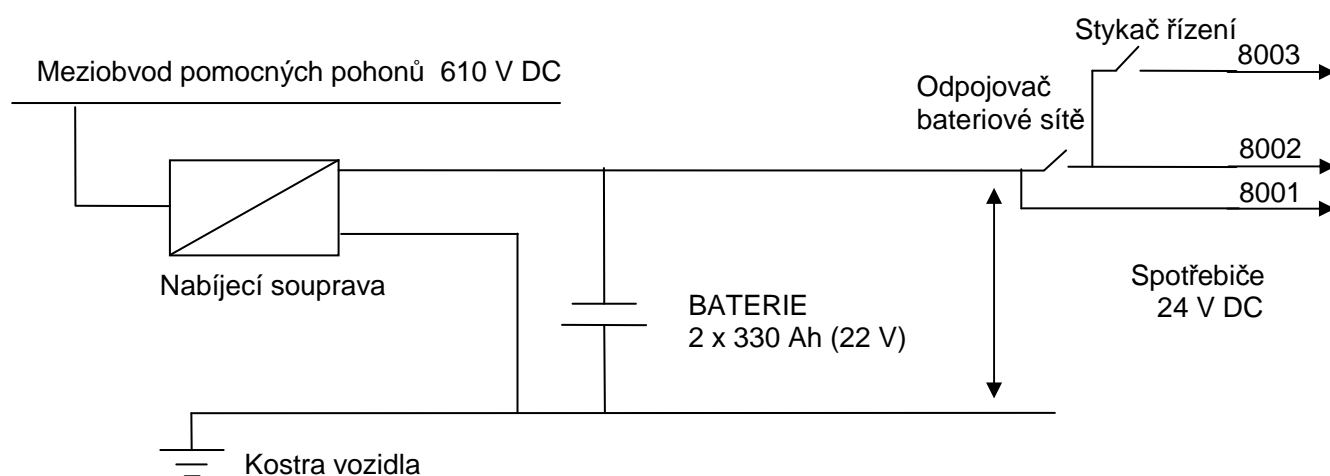 Stykač řízení
8003
Meziobvod pomocných pohonů 610 V DC
Odpojovač
bateriové sítě
8002
8001
Nabíjecí souprava
Spotřebiče
24 V DC
BATERIE
2 x 330 Ah (22 V)
Kostra vozidla